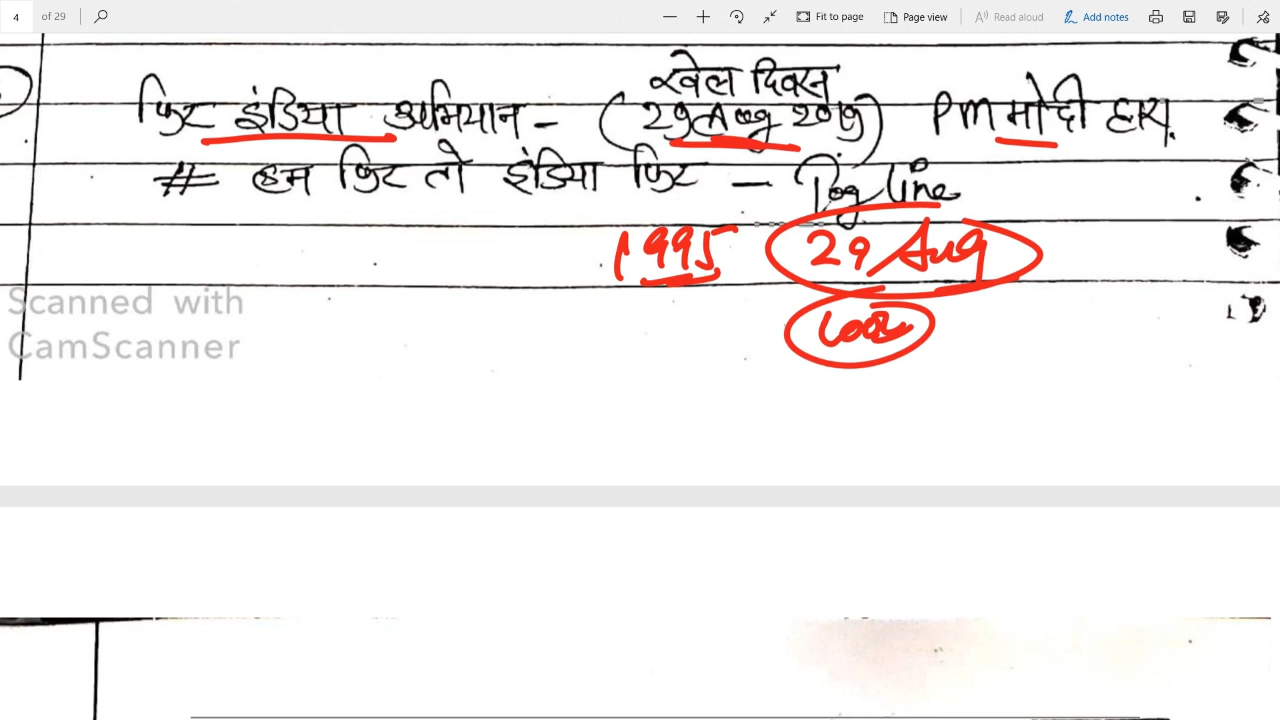 4 of 29 Fit to page Page view Read aloud Add notes
खेल दिवस
फिट इंडिया अभियान - (29 Aug 2019) PM मोदी द्वारा
# हम फिट तो इंडिया फिट - Tag line
1995 29 Aug
Scanned with
CamScanner